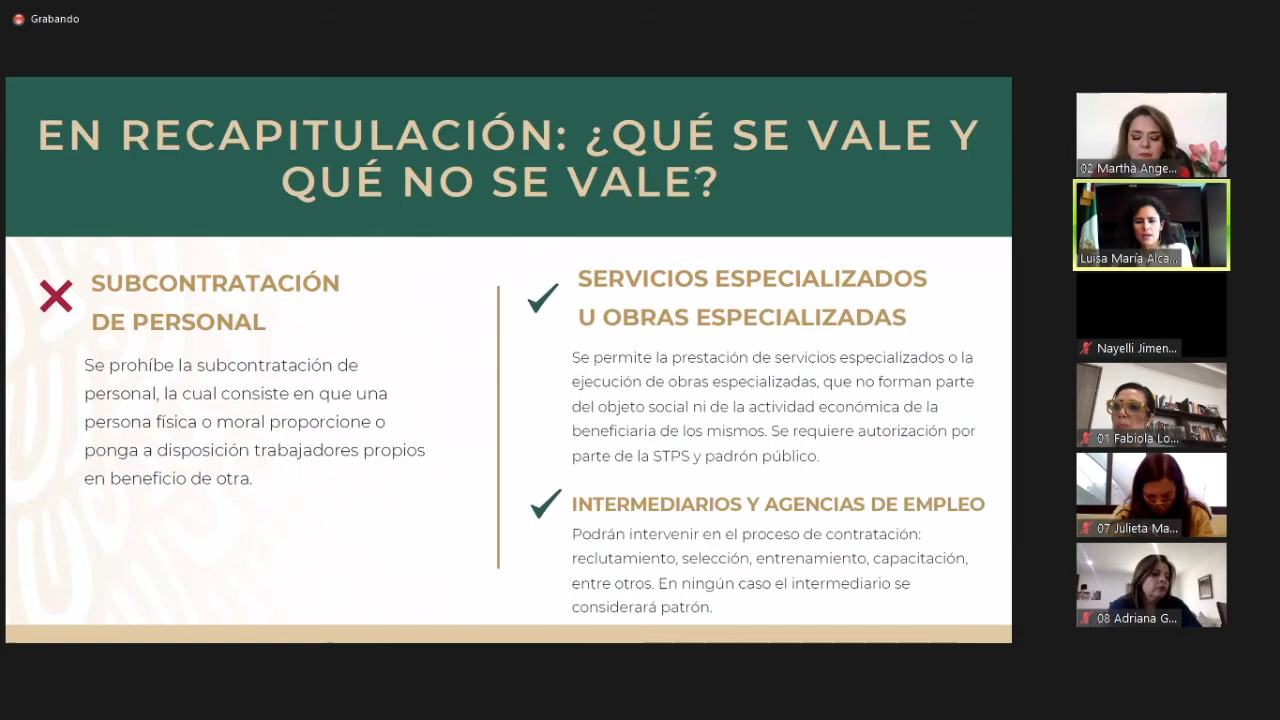 Grabando
EN RECAPITULACIÓN: ¿QUÉ SE VALE Y
QUÉ NO SE VALE?
SUBCONTRATACIÓN
DE PERSONAL
Se prohíbe la subcontratación de
personal, la cual consiste en que una
persona física o moral proporcione o
ponga a disposición trabajadores propios
en beneficio de otra.
SERVICIOS ESPECIALIZADOS
U OBRAS ESPECIALIZADAS
Se permite la prestación de servicios especializados o la
ejecución de obras especializadas, que no forman parte
del objeto social ni de la actividad económica de la
beneficiaria de los mismos. Se requiere autorización por
parte de la STPS y padrón público.
INTERMEDIARIOS Y AGENCIAS DE EMPLEO
Podrán intervenir en el proceso de contratación:
reclutamiento, selección, entrenamiento, capacitación,
entre otros. En ningún caso el intermediario se
considerará patrón.
02 Martha Ange...
Luisa María Alca...
Nayelli Jimen...
01 Fabiola Lo...
07 Julieta Ma...
08 Adriana G...